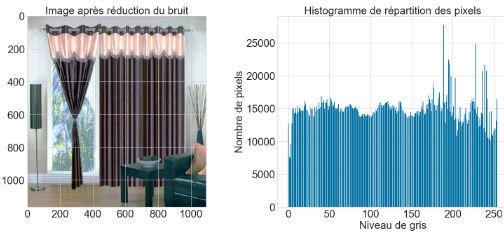 Image après réduction du bruit
0
200
400
600
800
1000
0 200 400 600 800 1000
Histogramme de répartition des pixels
Nombre de pixels
25000
20000
15000
10000
5000
0
0 50 100 150 200 250
Niveau de gris